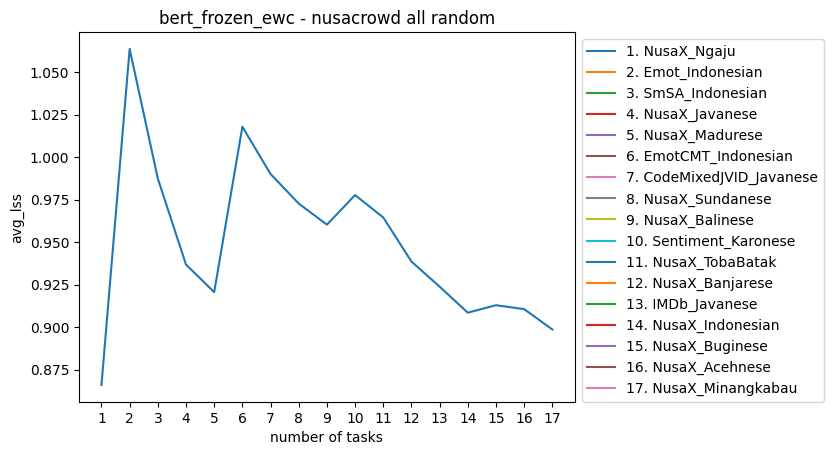 bert_frozen_ewc - nusacrowd all random
avg_lss
1.050
1.025
1.000
0.975
0.950
0.925
0.900
0.875
1 2 3 4 5 6 7 8 9 10 11 12 13 14 15 16 17
number of tasks
1. NusaX_Ngaju
2. Emot_Indonesian
3. SmSA_Indonesian
4. NusaX_Javanese
5. NusaX_Madurese
6. EmotCMT_Indonesian
7. CodeMixedJVID_Javanese
8. NusaX_Sundanese
9. NusaX_Balinese
10. Sentiment_Karonese
11. NusaX_TobaBatak
12. NusaX_Banjarese
13. IMDb_Javanese
14. NusaX_Indonesian
15. NusaX_Buginese
16. NusaX_Acehnese
17. NusaX_Minangkabau